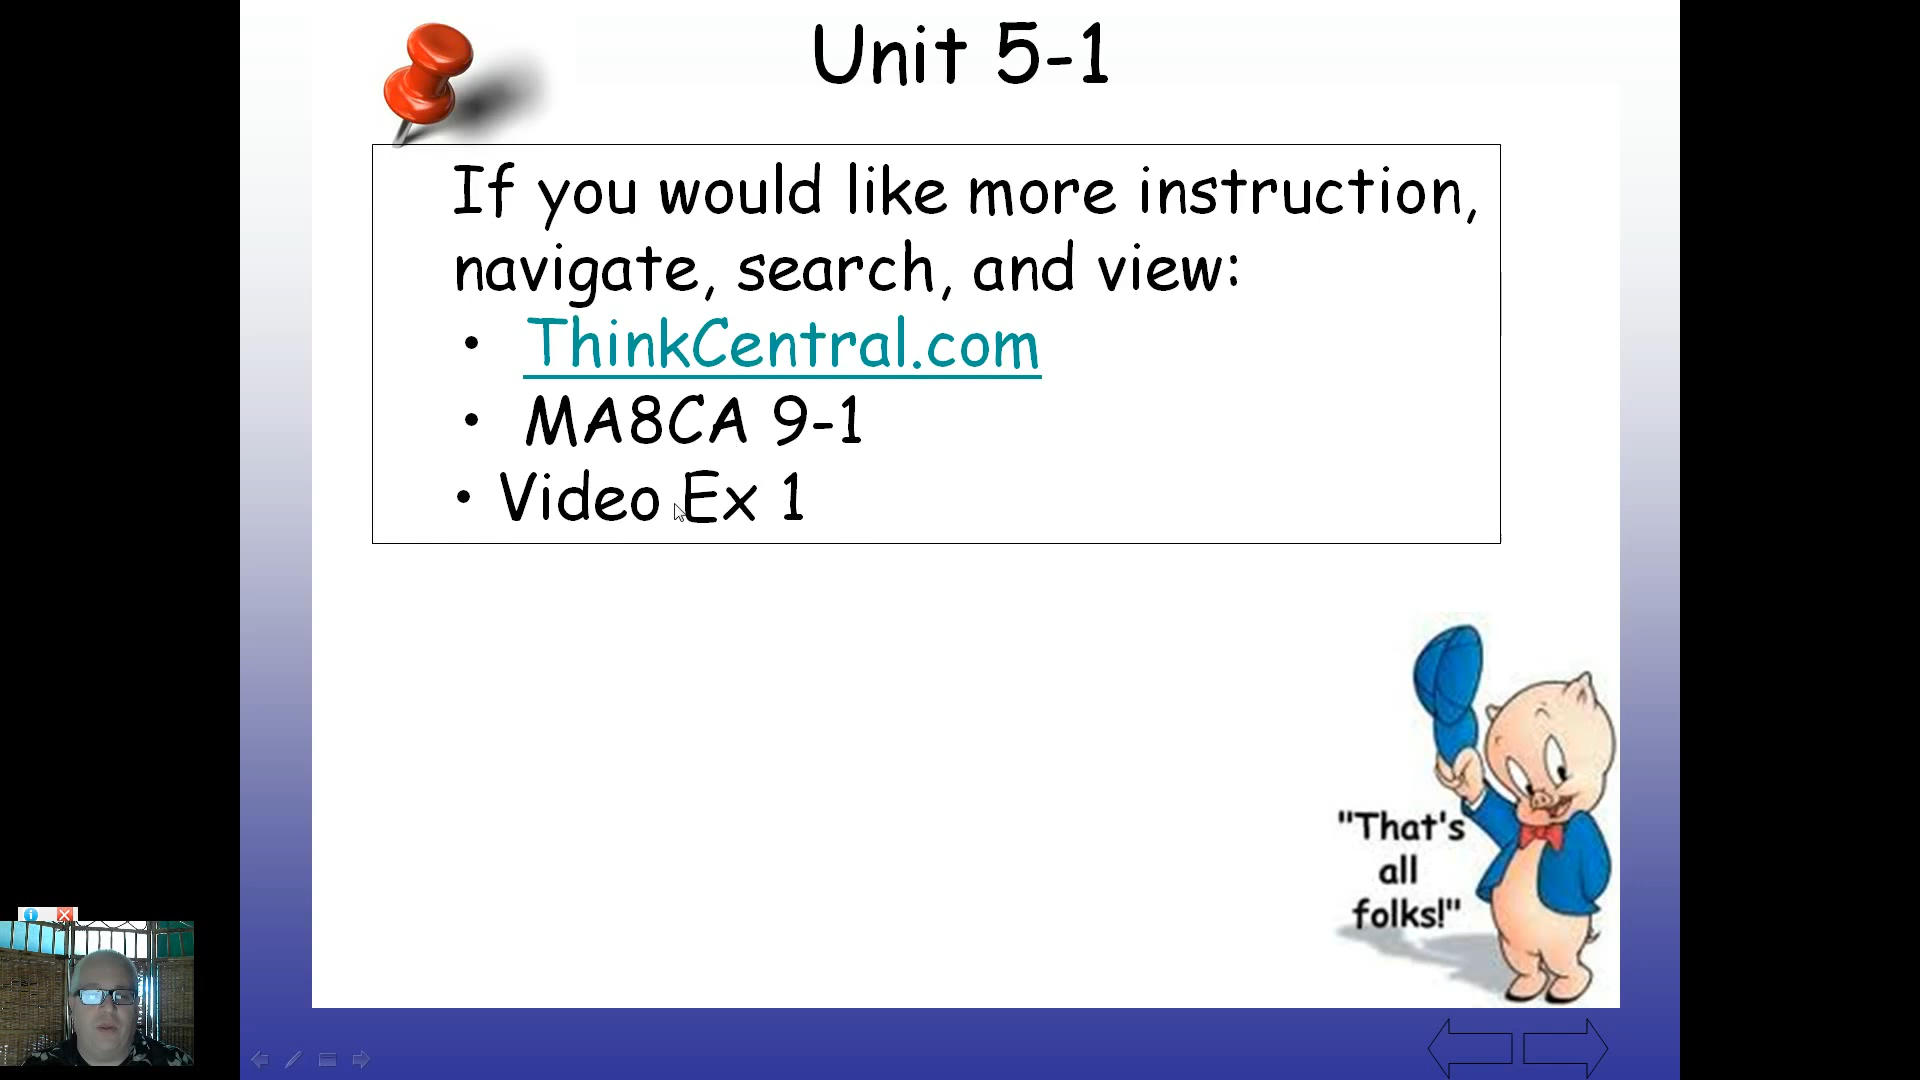 Unit 5-1
If you would like more instruction,
navigate, search, and view:
• ThinkCentral.com
• MA8CA 9-1
• Video Ex 1
"That's
all
folks!"